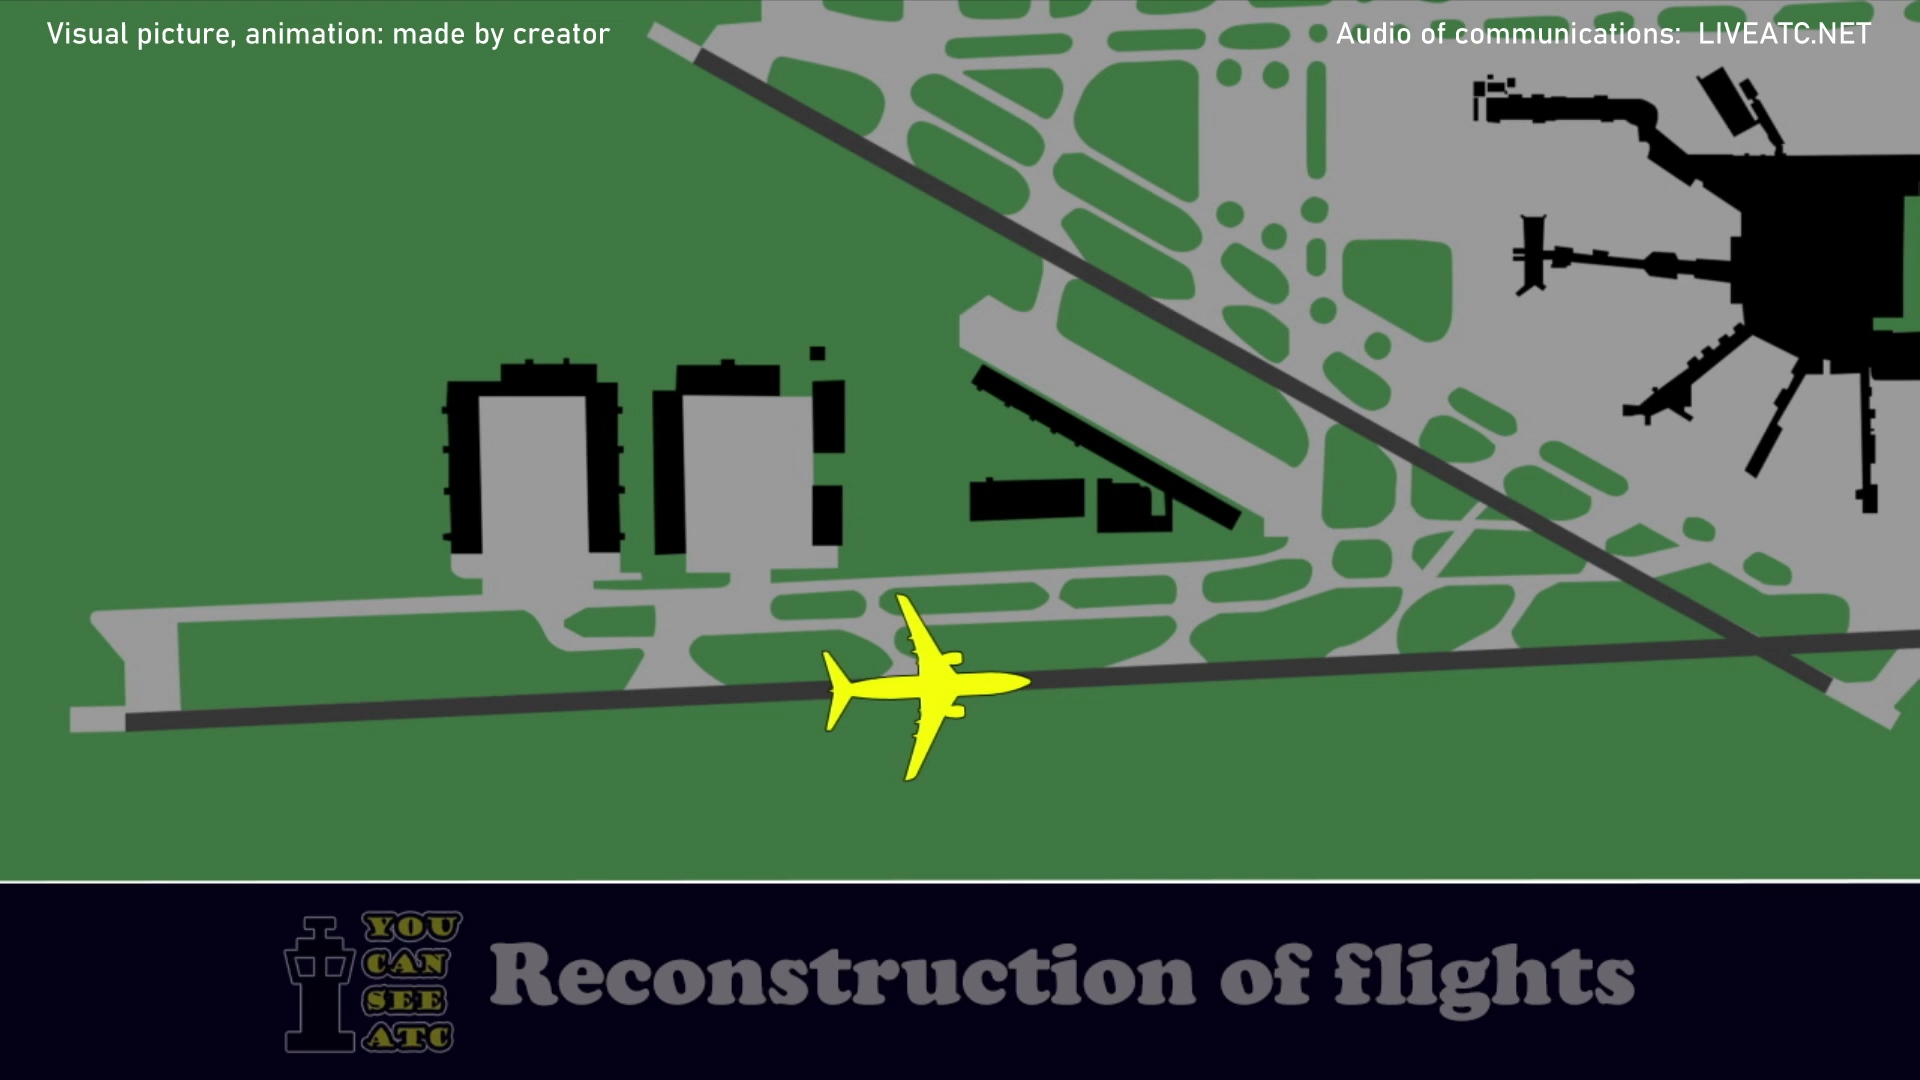 Visual picture, animation: made by creator
Audio of communications: LIVEATC.NET
YOU
CAN
SEE
ATC
Reconstruction of flights